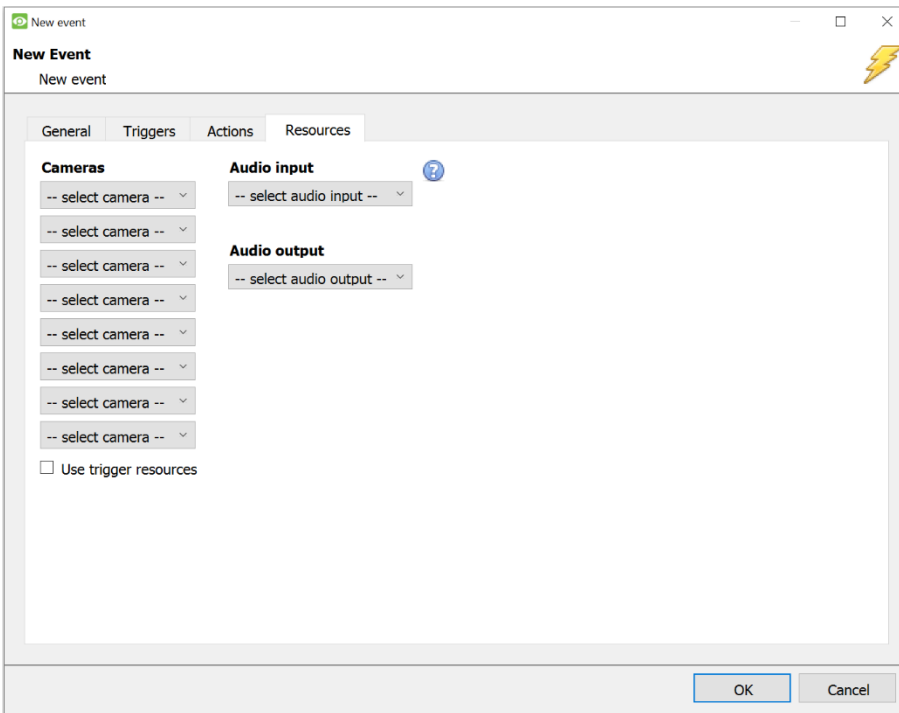 New event
New Event
New event
General Triggers Actions Resources
Cameras Audio input ?
-- select camera -- -- select audio input --
-- select camera --
Audio output
-- select camera -- -- select audio output --
-- select camera --
-- select camera --
-- select camera --
-- select camera --
-- select camera --
Use trigger resources
OK Cancel